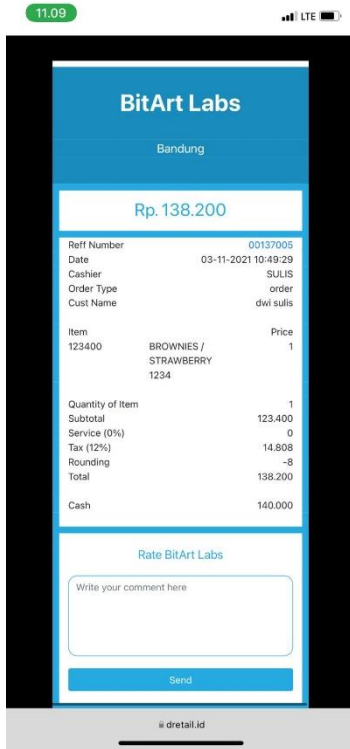 11.09
LTE
BitArt Labs
Bandung
Rp. 138.200
Reff Number 00137005
Date 03-11-2021 10:49:29
Cashier SULIS
Order Type order
Cust Name dwi sulis
Item Price
123400 BROWNIES / 1
STRAWBERRY
1234
Quantity of Item 1
Subtotal 123.400
Service (0%) 0
Tax (12%) 14.808
Rounding -8
Total 138.200
Cash 140.000
Rate BitArt Labs
Write your comment here
Send
dretail.id